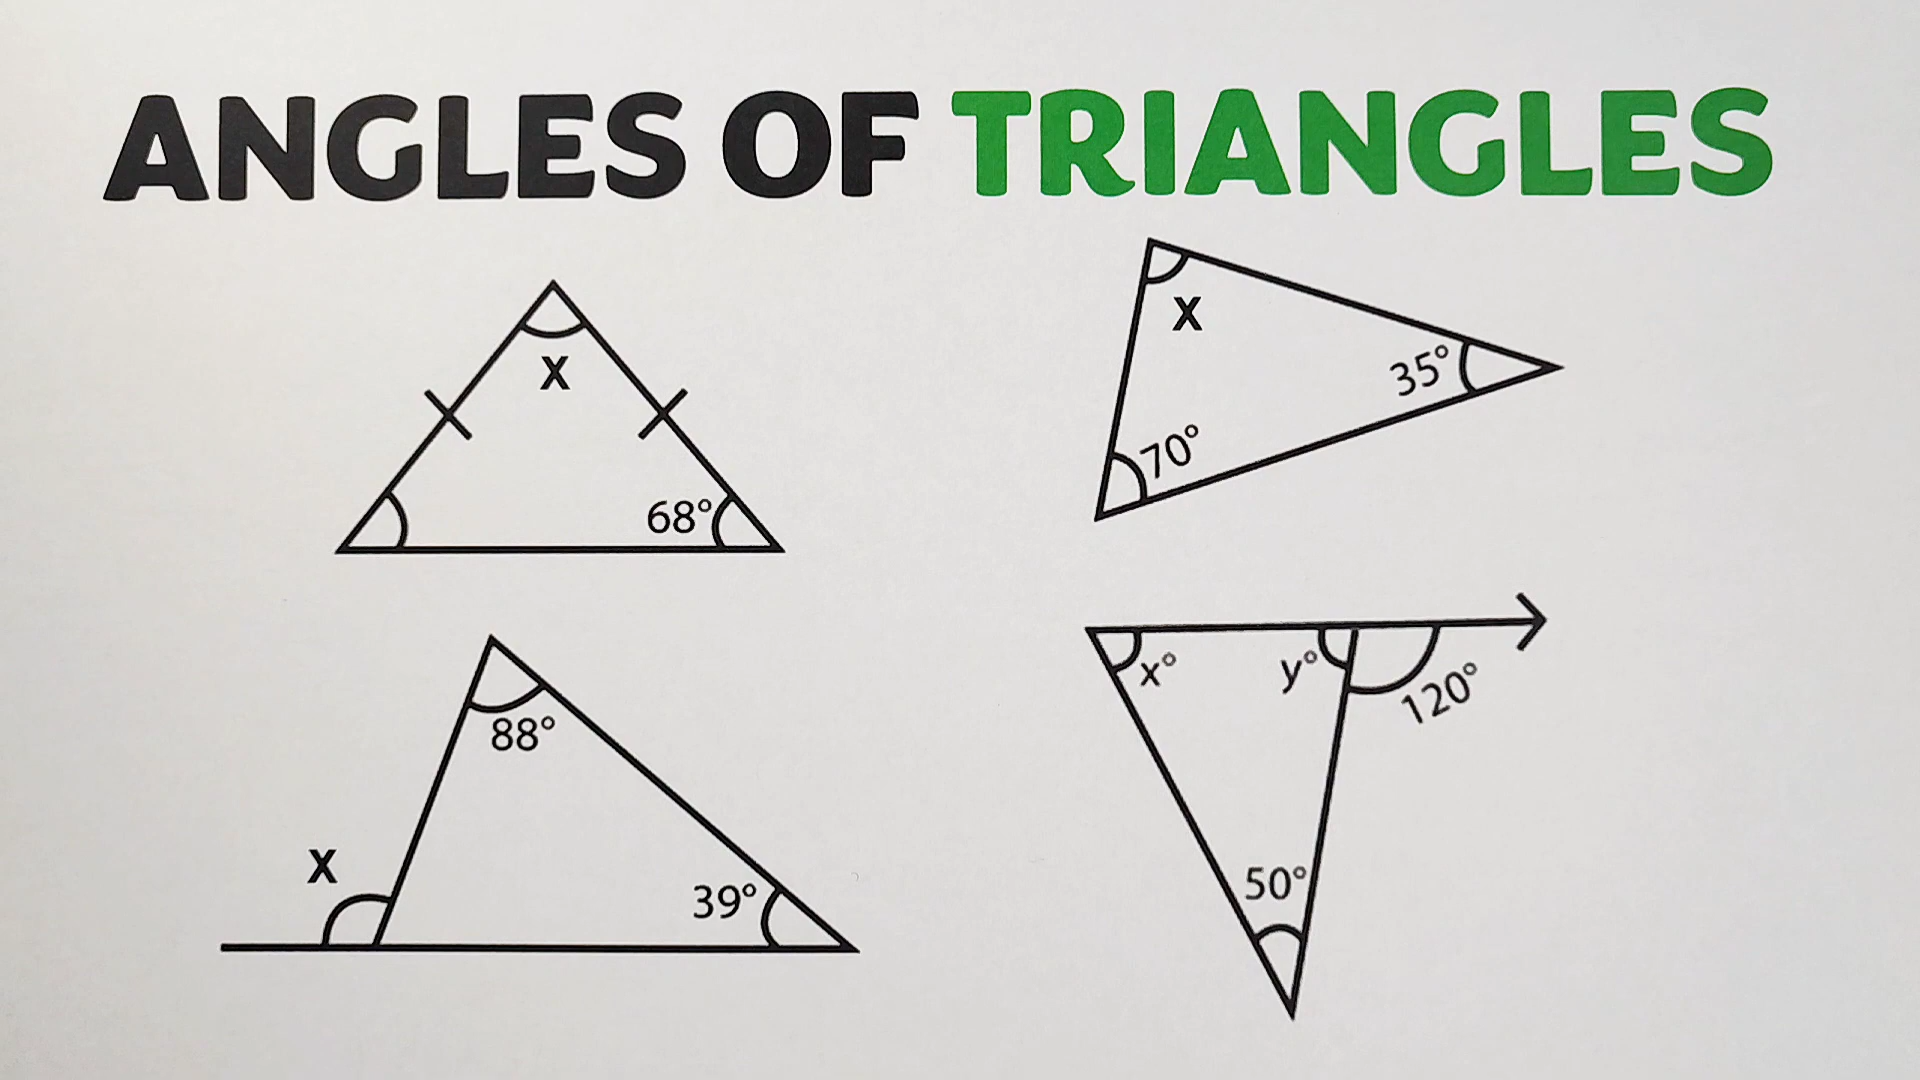 ANGLES OF TRIANGLES
X
68°
X
35°
70°
88°
X
39°
x°
y°
120°
50°